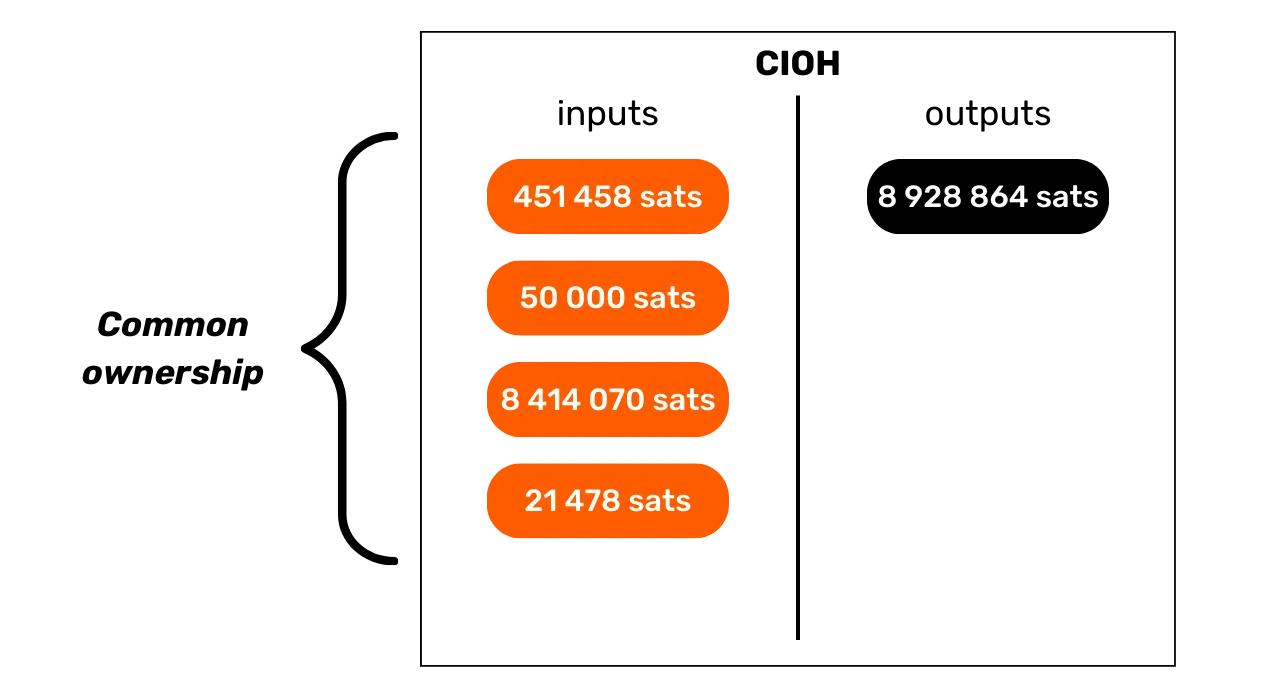 CIOH
inputs
outputs
451 458 sats
8 928 864 sats
50 000 sats
Common
ownership
8 414 070 sats
21 478 sats